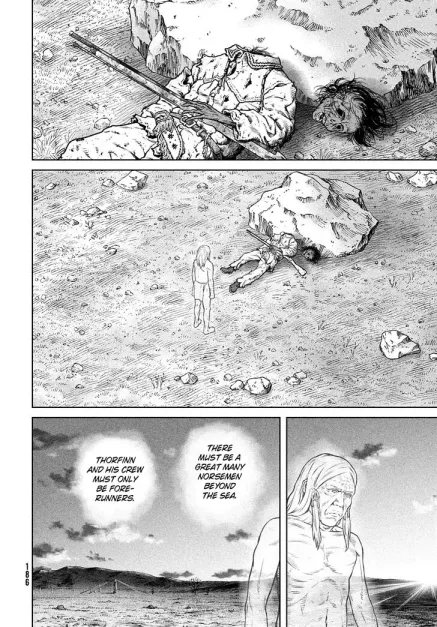 THERE
MUST BE A
GREAT MANY
NORSEMEN
BEYOND
THE SEA.
THORFINN
AND HIS CREW
MUST ONLY
BE FORE-
RUNNERS.
186